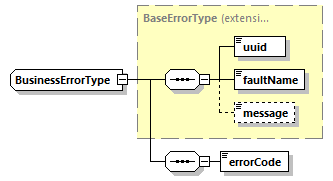 BaseErrorType (extensi...
uuid
BusinessErrorType
faultName
message
errorCode